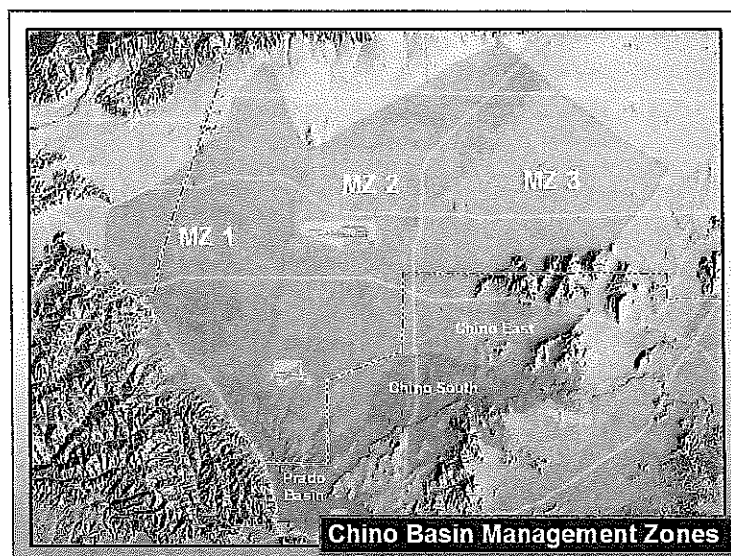 MZ 2
MZ 3
MZ 1
Chino East
Chino South
Prado
Basin
Chino Basin Management Zones